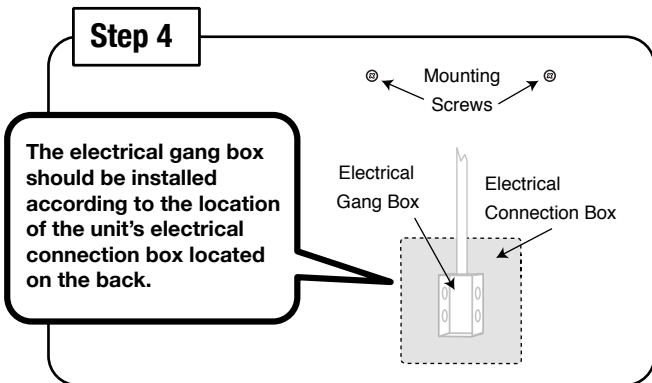 Step 4
Mounting
Screws
The electrical gang box
should be installed
according to the location
of the unit's electrical
connection box located
on the back.
Electrical
Gang Box
Electrical
Connection Box